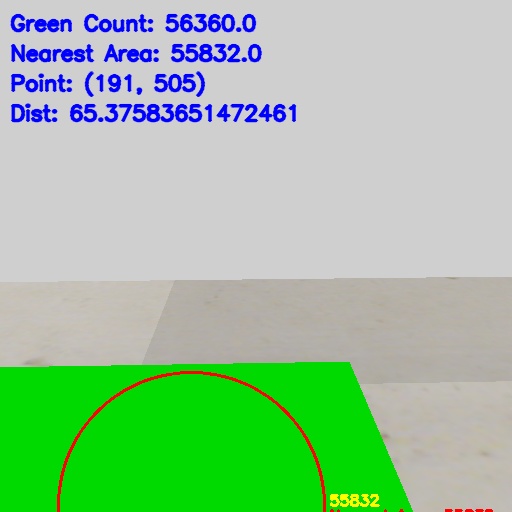 Green Count: 56360.0
Nearest Area: 55832.0
Point: (191, 505)
Dist: 65.37583651472461
55832